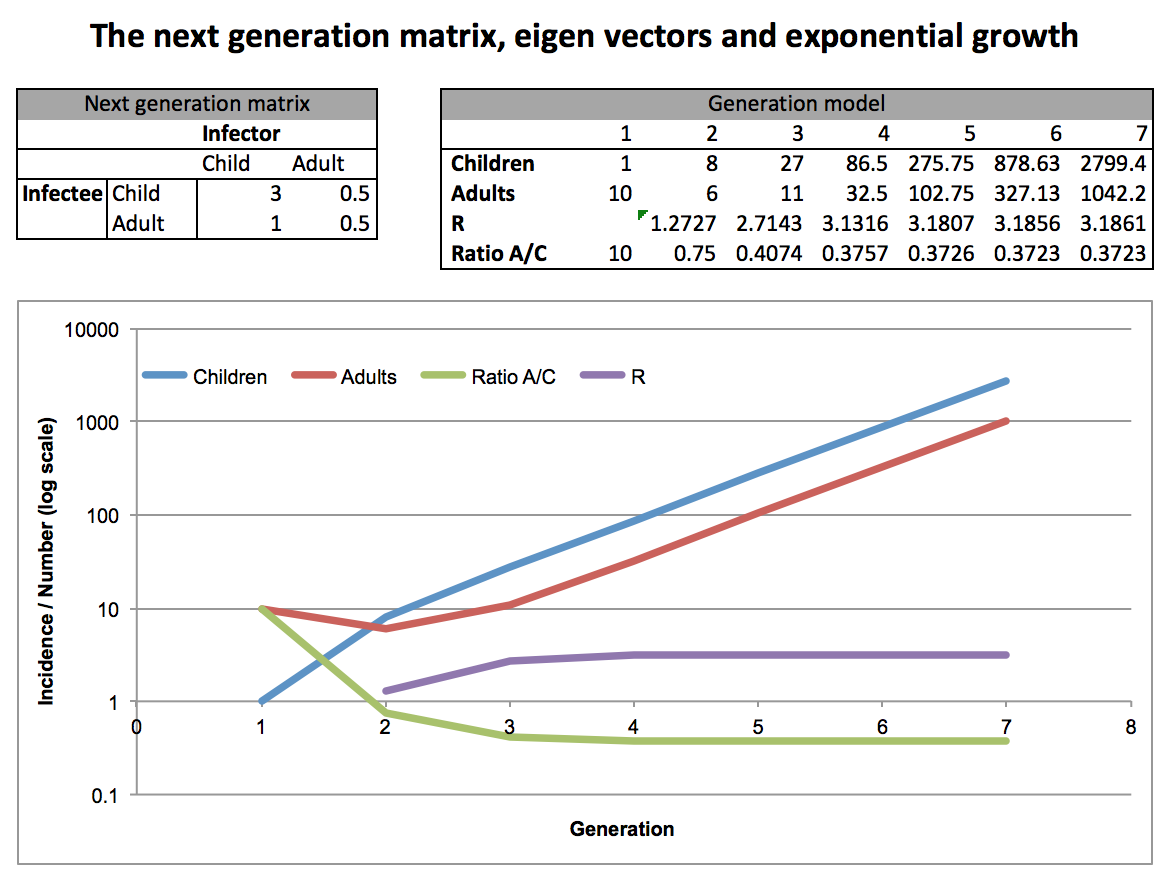 The next generation matrix, eigen vectors and exponential growth
Next generation matrix
Infector
Child Adult
Infectee Child 3 0.5
Adult 1 0.5
Generation model
1 2 3 4 5 6 7
Children 1 8 27 86.5 275.75 878.63 2799.4
Adults 10 6 11 32.5 102.75 327.13 1042.2
R 1.2727 2.7143 3.1316 3.1807 3.1856 3.1861
Ratio A/C 10 0.75 0.4074 0.3757 0.3726 0.3723 0.3723
10000
Children Adults Ratio A/C R
1000
100
10
1
0 1 2 3 4 5 6 7 8
0.1
Incidence / Number (log scale)
Generation